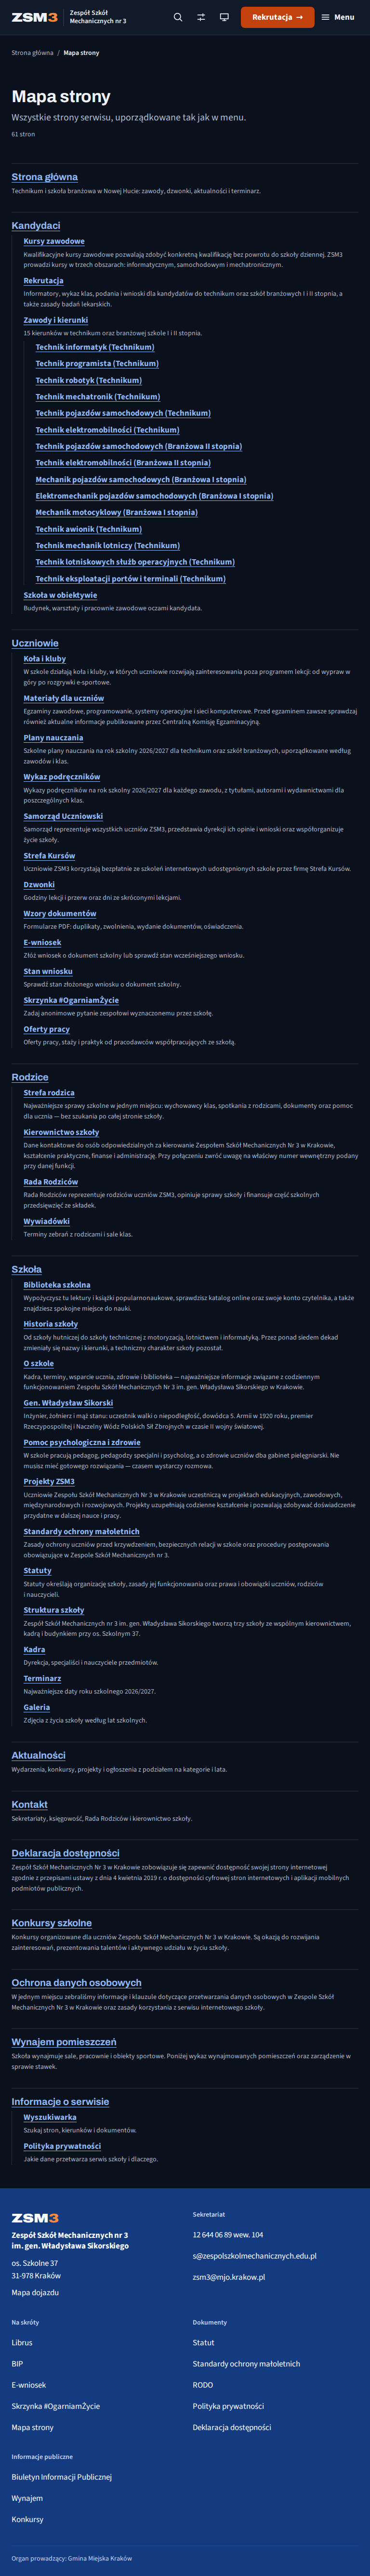 ZSM3
Zespół Szkół
Mechanicznych nr 3
Rekrutacja →
Menu
Strona główna / Mapa strony
Mapa strony
Wszystkie strony serwisu, uporządkowane tak jak w menu.
61 stron
Strona główna
Technikum i szkoła branżowa w Nowej Hucie: zawody, dzwonki, aktualności i terminarz.
Kandydaci
Kursy zawodowe
Kwalifikacyjne kursy zawodowe pozwalają zdobyć konkretną kwalifikację bez powrotu do szkoły dziennej. ZSM3
prowadzi kursy w trzech obszarach: informatycznym, samochodowym i mechatronicznym.
Rekrutacja
Informatory, wykaz klas, podania i wnioski dla kandydatów do technikum oraz szkół branżowych I i II stopnia, a
także zasady badań lekarskich.
Zawody i kierunki
15 kierunków w technikum oraz branżowej szkole I i II stopnia.
Technik informatyk (Technikum)
Technik programista (Technikum)
Technik robotyk (Technikum)
Technik mechatronik (Technikum)
Technik pojazdów samochodowych (Technikum)
Technik elektromobilności (Technikum)
Technik pojazdów samochodowych (Branżowa II stopnia)
Technik elektromobilności (Branżowa II stopnia)
Mechanik pojazdów samochodowych (Branżowa I stopnia)
Elektromechanik pojazdów samochodowych (Branżowa I stopnia)
Mechanik motocyklowy (Branżowa I stopnia)
Technik awionik (Technikum)
Technik mechanik lotniczy (Technikum)
Technik lotniskowych służb operacyjnych (Technikum)
Technik eksploatacji portów i terminali (Technikum)
Szkoła w obiektywie
Budynek, warsztaty i pracownie zawodowe oczami kandydata.
Uczniowie
Koła i kluby
W szkole działają koła i kluby, w których uczniowie rozwijają zainteresowania poza programem lekcji: od wypraw w
góry po rozgrywki e-sportowe.
Materiały dla uczniów
Egzaminy zawodowe, programowanie, systemy operacyjne i sieci komputerowe. Przed egzaminem zawsze sprawdzaj
również aktualne informacje publikowane przez Centralną Komisję Egzaminacyjną.
Plany nauczania
Szkolne plany nauczania na rok szkolny 2026/2027 dla technikum oraz szkół branżowych, uporządkowane według
zawodów i klas.
Wykaz podręczników
Wykazy podręczników na rok szkolny 2026/2027 dla każdego zawodu, z tytułami, autorami i wydawnictwami dla
poszczególnych klas.
Samorząd Uczniowski
Samorząd reprezentuje wszystkich uczniów ZSM3, przedstawia dyrekcji ich opinie i wnioski oraz współorganizuje
życie szkoły.
Strefa Kursów
Uczniowie ZSM3 korzystają bezpłatnie ze szkoleń internetowych udostępnionych szkole przez firmę Strefa Kursów.
Dzwonki
Godziny lekcji i przerw oraz dni ze skróconymi lekcjami.
Wzory dokumentów
Formularze PDF: duplikaty, zwolnienia, wydanie dokumentów, oświadczenia.
E-wniosek
Złóż wniosek o dokument szkolny lub sprawdź stan wcześniejszego wniosku.
Stan wniosku
Sprawdź stan złożonego wniosku o dokument szkolny.
Skrzynka #OgarniamŻycie
Zadaj anonimowe pytanie zespołowi wyznaczonemu przez szkołę.
Oferty pracy
Oferty pracy, staży i praktyk od pracodawców współpracujących ze szkołą.
Rodzice
Strefa rodzica
Najważniejsze sprawy szkolne w jednym miejscu: wychowawcy klas, spotkania z rodzicami, dokumenty oraz pomoc
dla ucznia — bez szukania po całej stronie szkoły.
Kierownictwo szkoły
Dane kontaktowe do osób odpowiedzialnych za kierowanie Zespołem Szkół Mechanicznych Nr 3 w Krakowie,
kształcenie praktyczne, finanse i administrację. Przy połączeniu zwróć uwagę na właściwy numer wewnętrzny podany
przy danej funkcji.
Rada Rodziców
Rada Rodziców reprezentuje rodziców uczniów ZSM3, opiniuje sprawy szkoły i finansuje część szkolnych
przedsięwzięć ze składek.
Wywiadówki
Terminy zebrań z rodzicami i sale klas.
Szkoła
Biblioteka szkolna
Wypożyczysz tu lektury i książki popularnonaukowe, sprawdzisz katalog online oraz swoje konto czytelnika, a także
znajdziesz spokojne miejsce do nauki.
Historia szkoły
Od szkoły hutniczej do szkoły technicznej z motoryzacją, lotnictwem i informatyką. Przez ponad siedem dekad
zmieniały się nazwy i kierunki, a techniczny charakter szkoły pozostał.
O szkole
Kadra, terminy, wsparcie ucznia, zdrowie i biblioteka — najważniejsze informacje związane z codziennym
funkcjonowaniem Zespołu Szkół Mechanicznych Nr 3 im. gen. Władysława Sikorskiego w Krakowie.
Gen. Władysław Sikorski
Inżynier, żołnierz i mąż stanu: uczestnik walki o niepodległość, dowódca 5. Armii w 1920 roku, premier
Rzeczypospolitej i Naczelny Wódz Polskich Sił Zbrojnych w czasie II wojny światowej.
Pomoc psychologiczna i zdrowie
W szkole pracują pedagog, pedagodzy specjalni i psycholog, a o zdrowie uczniów dba gabinet pielęgniarski. Nie
musisz mieć gotowego rozwiązania — czasem wystarczy rozmowa.
Projekty ZSM3
Uczniowie Zespołu Szkół Mechanicznych Nr 3 w Krakowie uczestniczą w projektach edukacyjnych, zawodowych,
międzynarodowych i rozwojowych. Projekty uzupełniają codzienne kształcenie i pozwalają zdobywać doświadczenie
przydatne w dalszej nauce i pracy.
Standardy ochrony małoletnich
Zasady ochrony uczniów przed krzywdzeniem, bezpiecznych relacji w szkole oraz procedury postępowania
obowiązujące w Zespole Szkół Mechanicznych nr 3.
Statuty
Statuty określają organizację szkoły, zasady jej funkcjonowania oraz prawa i obowiązki uczniów, rodziców
i nauczycieli.
Struktura szkoły
Zespół Szkół Mechanicznych nr 3 im. gen. Władysława Sikorskiego tworzą trzy szkoły ze wspólnym kierownictwem,
kadrą i budynkiem przy os. Szkolnym 37.
Kadra
Dyrekcja, specjaliści i nauczyciele przedmiotów.
Terminarz
Najważniejsze daty roku szkolnego 2026/2027.
Galeria
Zdjęcia z życia szkoły według lat szkolnych.
Aktualności
Wydarzenia, konkursy, projekty i ogłoszenia z podziałem na kategorie i lata.
Kontakt
Sekretariaty, księgowość, Rada Rodziców i kierownictwo szkoły.
Deklaracja dostępności
Zespół Szkół Mechanicznych Nr 3 w Krakowie zobowiązuje się zapewnić dostępność swojej strony internetowej
zgodnie z przepisami ustawy z dnia 4 kwietnia 2019 r. o dostępności cyfrowej stron internetowych i aplikacji mobilnych
podmiotów publicznych.
Konkursy szkolne
Konkursy organizowane dla uczniów Zespołu Szkół Mechanicznych Nr 3 w Krakowie. Są okazją do rozwijania
zainteresowań, prezentowania talentów i aktywnego udziału w życiu szkoły.
Ochrona danych osobowych
W jednym miejscu zebraliśmy informacje i klauzule dotyczące przetwarzania danych osobowych w Zespole Szkół
Mechanicznych Nr 3 w Krakowie oraz zasady korzystania z serwisu internetowego szkoły.
Wynajem pomieszczeń
Szkoła wynajmuje sale, pracownie i obiekty sportowe. Poniżej wykaz wynajmowanych pomieszczeń oraz zarządzenie w
sprawie stawek.
Informacje o serwisie
Wyszukiwarka
Szukaj stron, kierunków i dokumentów.
Polityka prywatności
Jakie dane przetwarza serwis szkoły i dlaczego.
ZSM3
Zespół Szkół Mechanicznych nr 3
im. gen. Władysława Sikorskiego
os. Szkolne 37
31-978 Kraków
Mapa dojazdu
Sekretariat
12 644 06 89 wew. 104
s@zespolszkolmechanicznych.edu.pl
zsm3@mjo.krakow.pl
Na skróty
Librus
BIP
E-wniosek
Skrzynka #OgarniamŻycie
Mapa strony
Dokumenty
Statut
Standardy ochrony małoletnich
RODO
Polityka prywatności
Deklaracja dostępności
Informacje publiczne
Biuletyn Informacji Publicznej
Wynajem
Konkursy
Organ prowadzący: Gmina Miejska Kraków